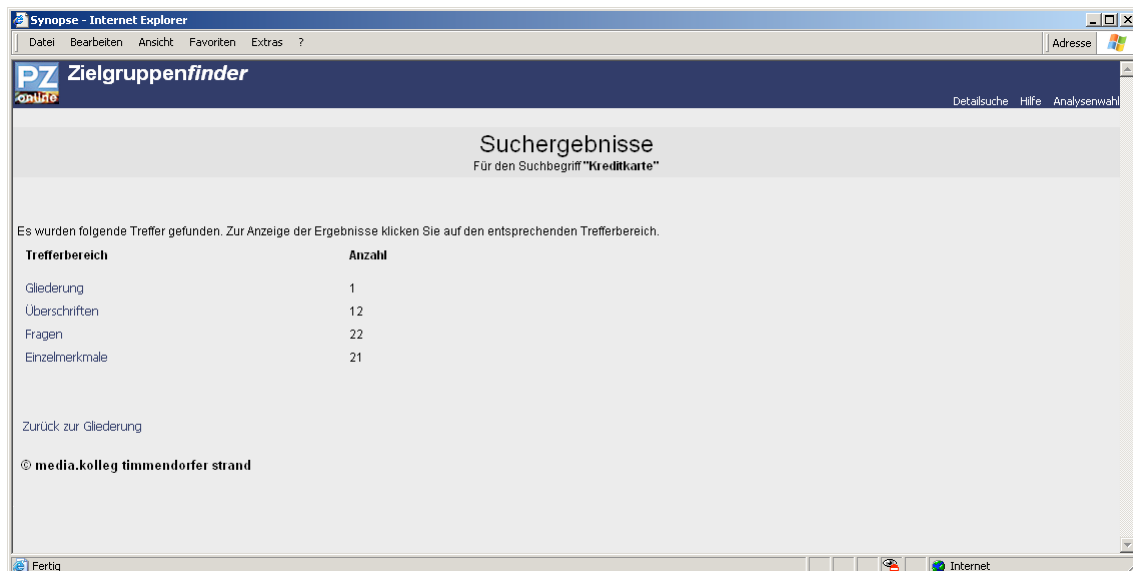 Synopse - Internet Explorer
Datei Bearbeiten Ansicht Favoriten Extras ? Adresse
PZ online Zielgruppenfinder
Detailsuche Hilfe Analysenwahl
Suchergebnisse
Für den Suchbegriff "Kreditkarte"
Es wurden folgende Treffer gefunden. Zur Anzeige der Ergebnisse klicken Sie auf den entsprechenden Trefferbereich.
Trefferbereich Anzahl
Gliederung 1
Überschriften 12
Fragen 22
Einzelmerkmale 21
Zurück zur Gliederung
© media.kolleg timmendorfer strand
Fertig Internet